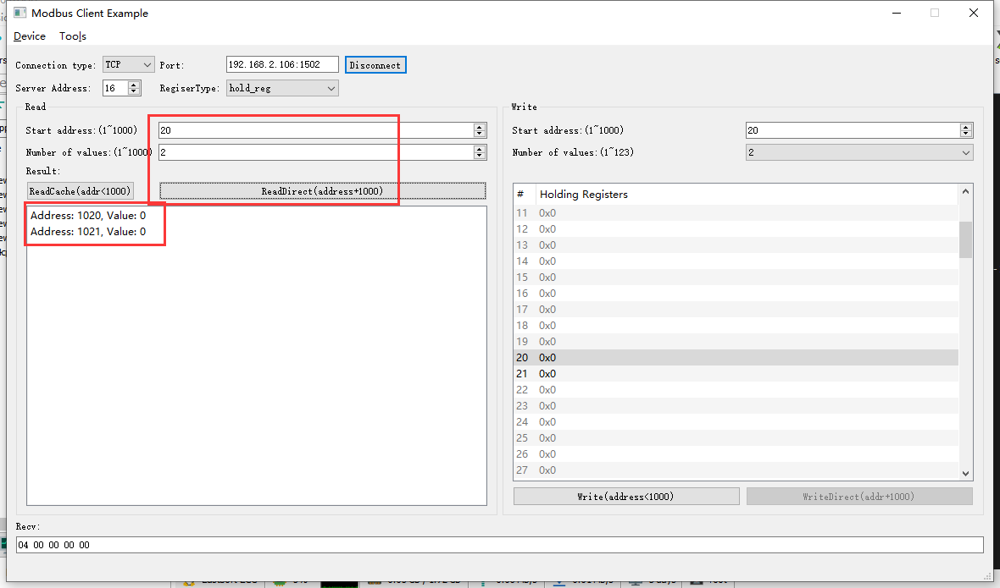 Modbus Client Example
Device Tools
Connection type: TCP Port: 192.168.2.106:1502 Disconnect
Server Address: 16 RegiserType: hold_reg
Read
Start address:(1~1000) 20
Number of values:(1~1000) 2
Result:
ReadCache(addr<1000) ReadDirect(address+1000)
Address: 1020, Value: 0
Address: 1021, Value: 0
Write
Start address:(1~1000) 20
Number of values:(1~123) 2
# Holding Registers
11 0x0
12 0x0
13 0x0
14 0x0
15 0x0
16 0x0
17 0x0
18 0x0
19 0x0
20 0x0
21 0x0
22 0x0
23 0x0
24 0x0
25 0x0
26 0x0
27 0x0
Write(address<1000) WriteDirect(addr+1000)
Recv:
04 00 00 00 00